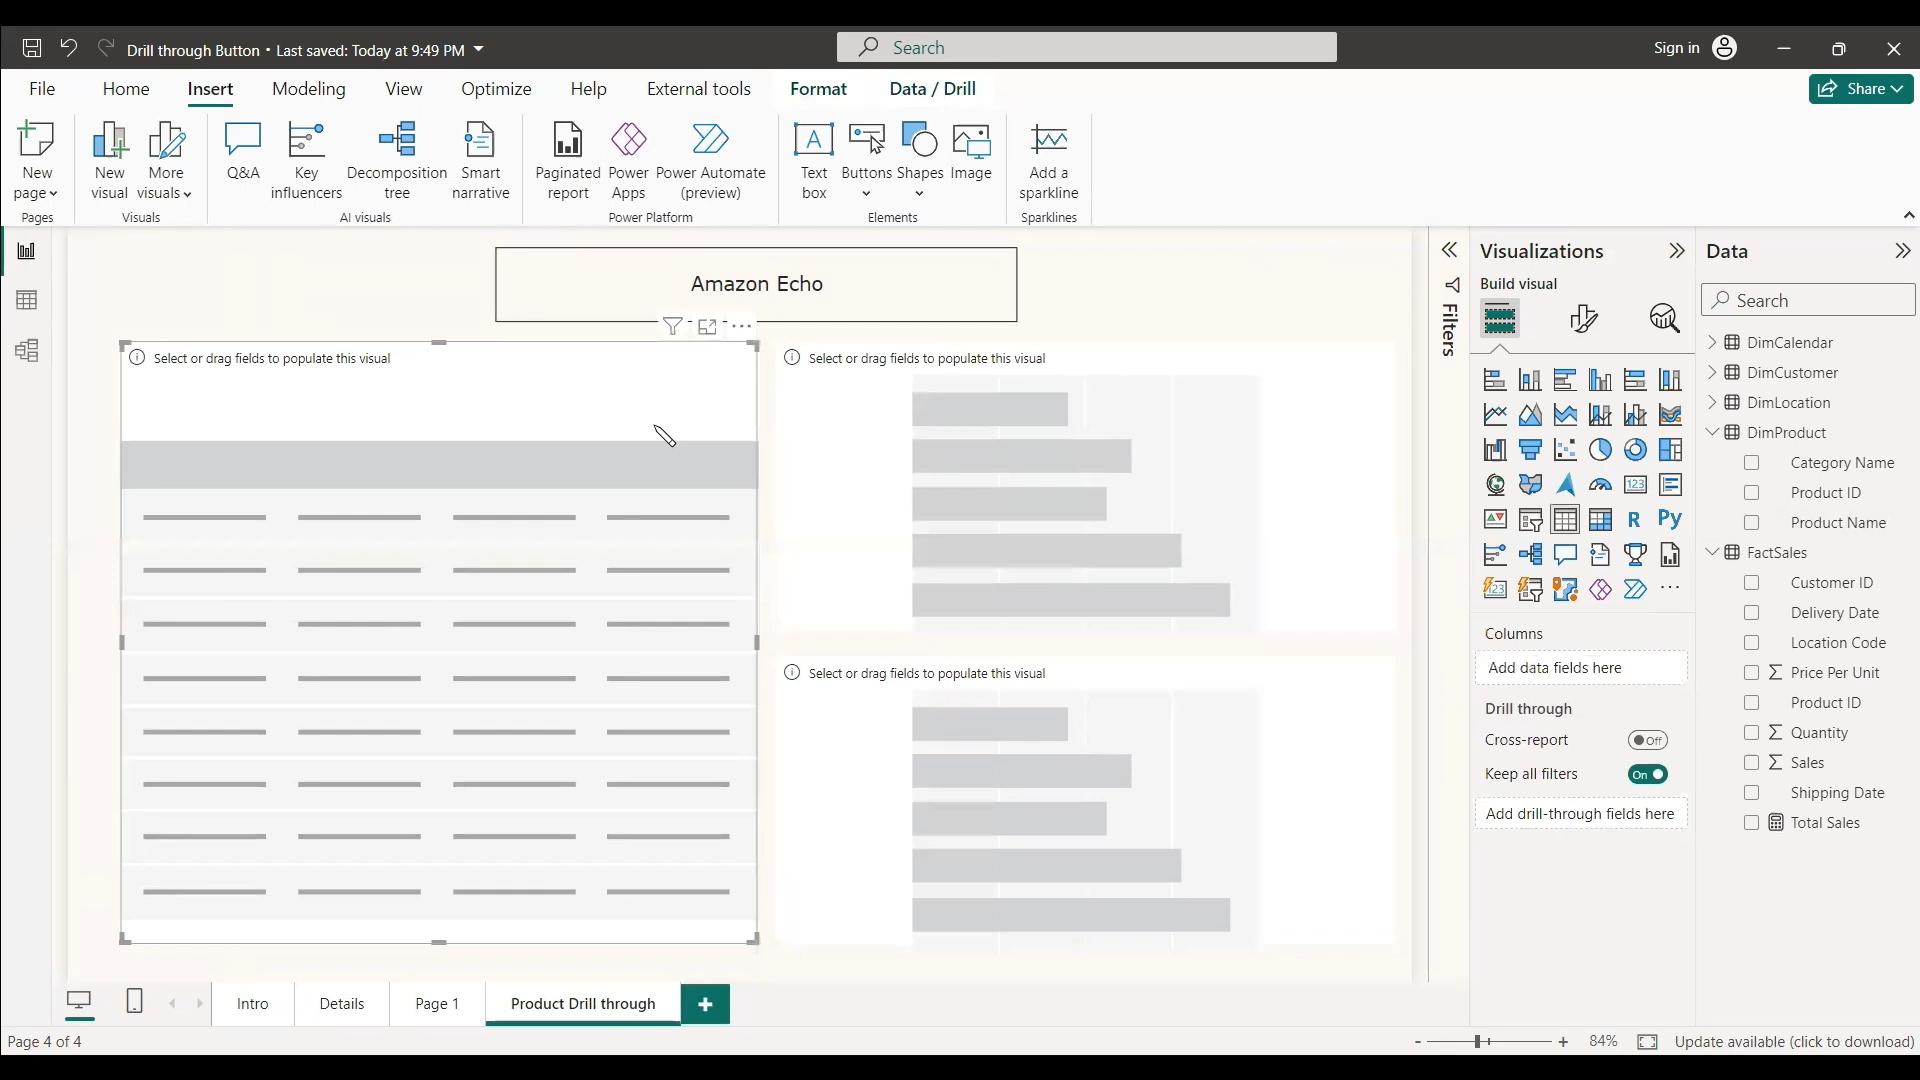 Drill through Button • Last saved: Today at 9:49 PM
Search
Sign in
File
Home
Insert
Modeling
View
Optimize
Help
External tools
Format
Data / Drill
Share
New page
New visual
More visuals
Q&A
Key influencers
Decomposition tree
Smart narrative
Paginated report
Power Apps
Power Automate (preview)
Text box
Buttons
Shapes
Image
Add a sparkline
Pages
Visuals
AI visuals
Power Platform
Elements
Sparklines
Amazon Echo
Select or drag fields to populate this visual
Select or drag fields to populate this visual
Select or drag fields to populate this visual
Filters
Visualizations
Build visual
123
R
Py
123
Columns
Add data fields here
Drill through
Cross-report
Off
Keep all filters
On
Add drill-through fields here
Data
Search
DimCalendar
DimCustomer
DimLocation
DimProduct
Category Name
Product ID
Product Name
FactSales
Customer ID
Delivery Date
Location Code
Price Per Unit
Product ID
Quantity
Sales
Shipping Date
Total Sales
Intro
Details
Page 1
Product Drill through
Page 4 of 4
84%
Update available (click to download)